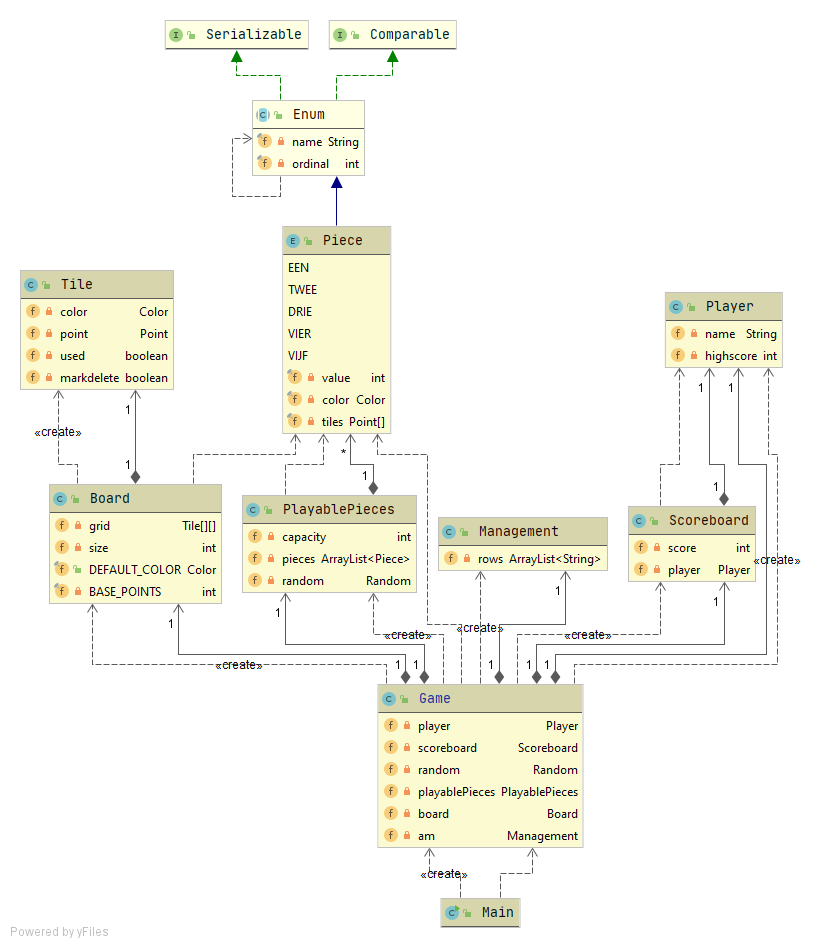 Serializable
Comparable
Enum
name String
ordinal int
Piece
EEN
TWEE
DRIE
VIER
VIJF
value int
color Color
tiles Point[]
Tile
color Color
point Point
used boolean
markdelete boolean
Player
name String
highscore int
«create»
1
1
*
1
1
1
1
Board
grid Tile[][]
size int
DEFAULT_COLOR Color
BASE_POINTS int
PlayablePieces
capacity int
pieces ArrayList<Piece>
random Random
Management
rows ArrayList<String>
Scoreboard
score int
player Player
«create»
1
1
1
1
«create»
«create»
«create»
«create»
1
1
1
1
1
Game
player Player
scoreboard Scoreboard
random Random
playablePieces PlayablePieces
board Board
am Management
«create»
Main
Powered by yFiles